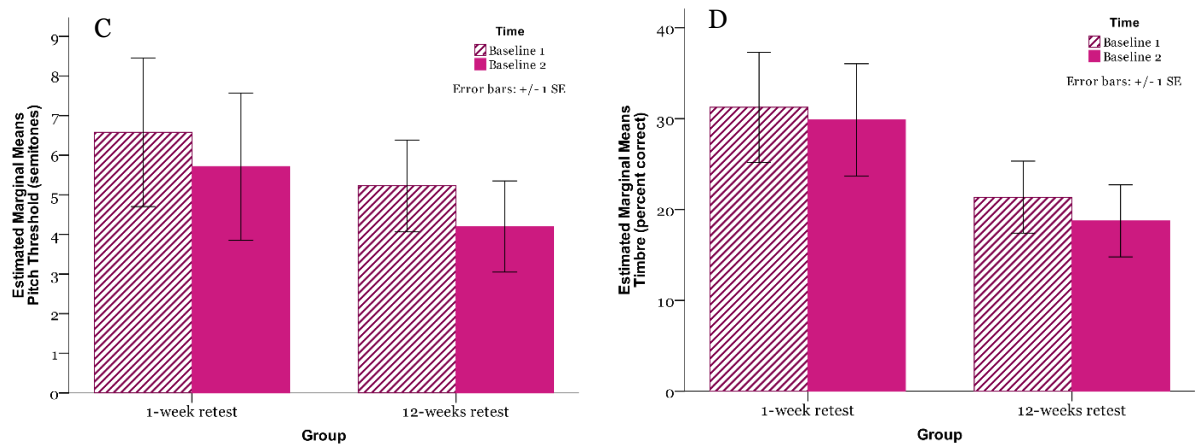 C
Time
Baseline 1
Baseline 2
Error bars: +/- 1 SE
Estimated Marginal Means
Pitch Threshold (semitones)
9
8
7
6
5
4
3
2
1
0
1-week retest
12-weeks retest
Group
D
Time
Baseline 1
Baseline 2
Error bars: +/- 1 SE
Estimated Marginal Means
Timbre (percent correct)
40
30
20
10
0
1-week retest
12-weeks retest
Group